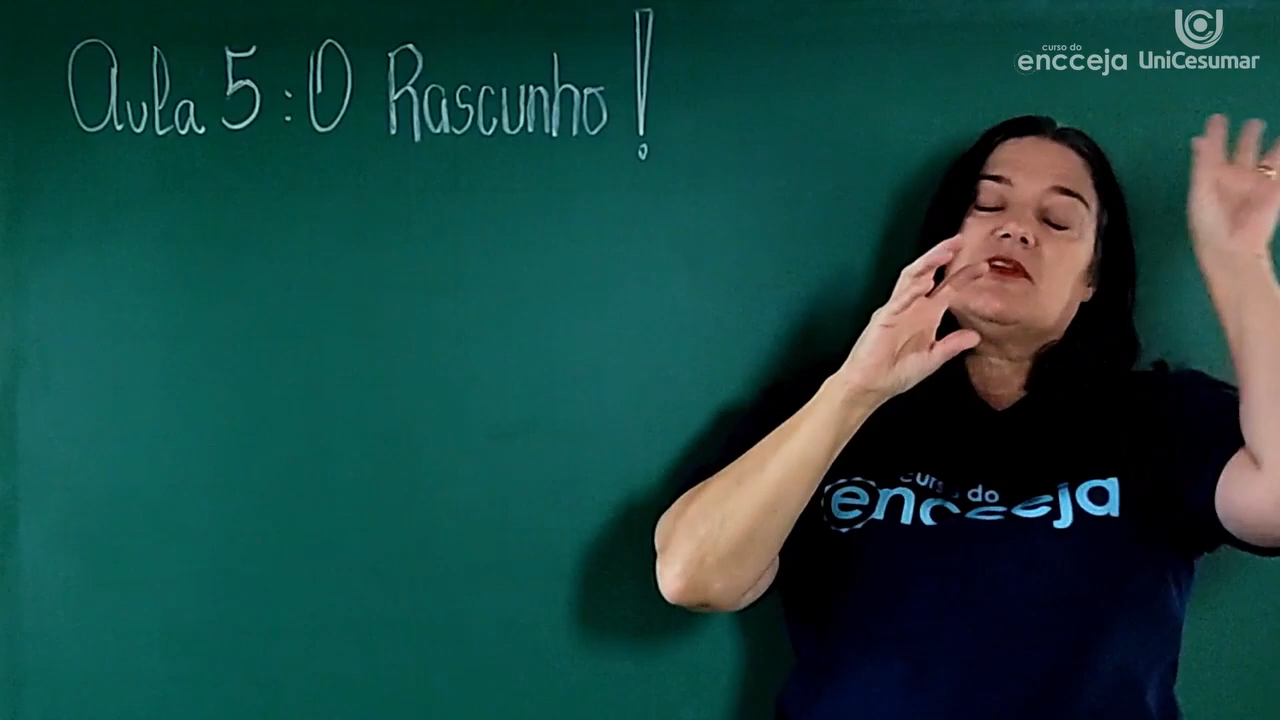 Aula 5: O Rascunho!
curso do
encceja UniCesumar
curso do
encceja